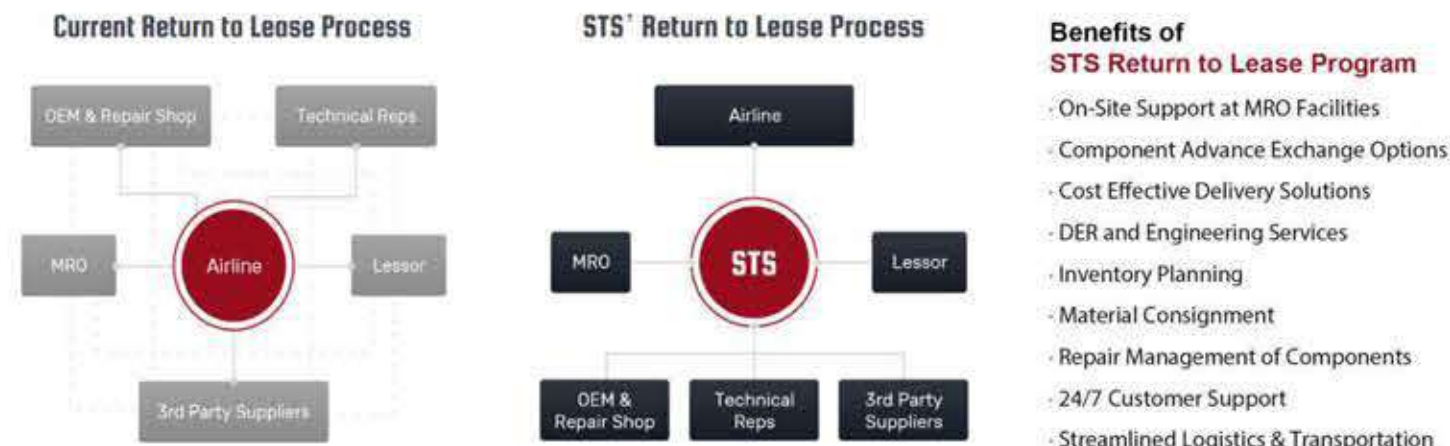 Current Return to Lease Process
OEM & Repair Shop
Technical Reps
MRO
Airline
Lessor
3rd Party Suppliers
STS' Return to Lease Process
Airline
MRO
STS
Lessor
OEM &
Repair Shop
Technical
Reps
3rd Party
Suppliers
Benefits of
STS Return to Lease Program
· On-Site Support at MRO Facilities
· Component Advance Exchange Options
· Cost Effective Delivery Solutions
· DER and Engineering Services
· Inventory Planning
· Material Consignment
· Repair Management of Components
· 24/7 Customer Support
· Streamlined Logistics & Transportation